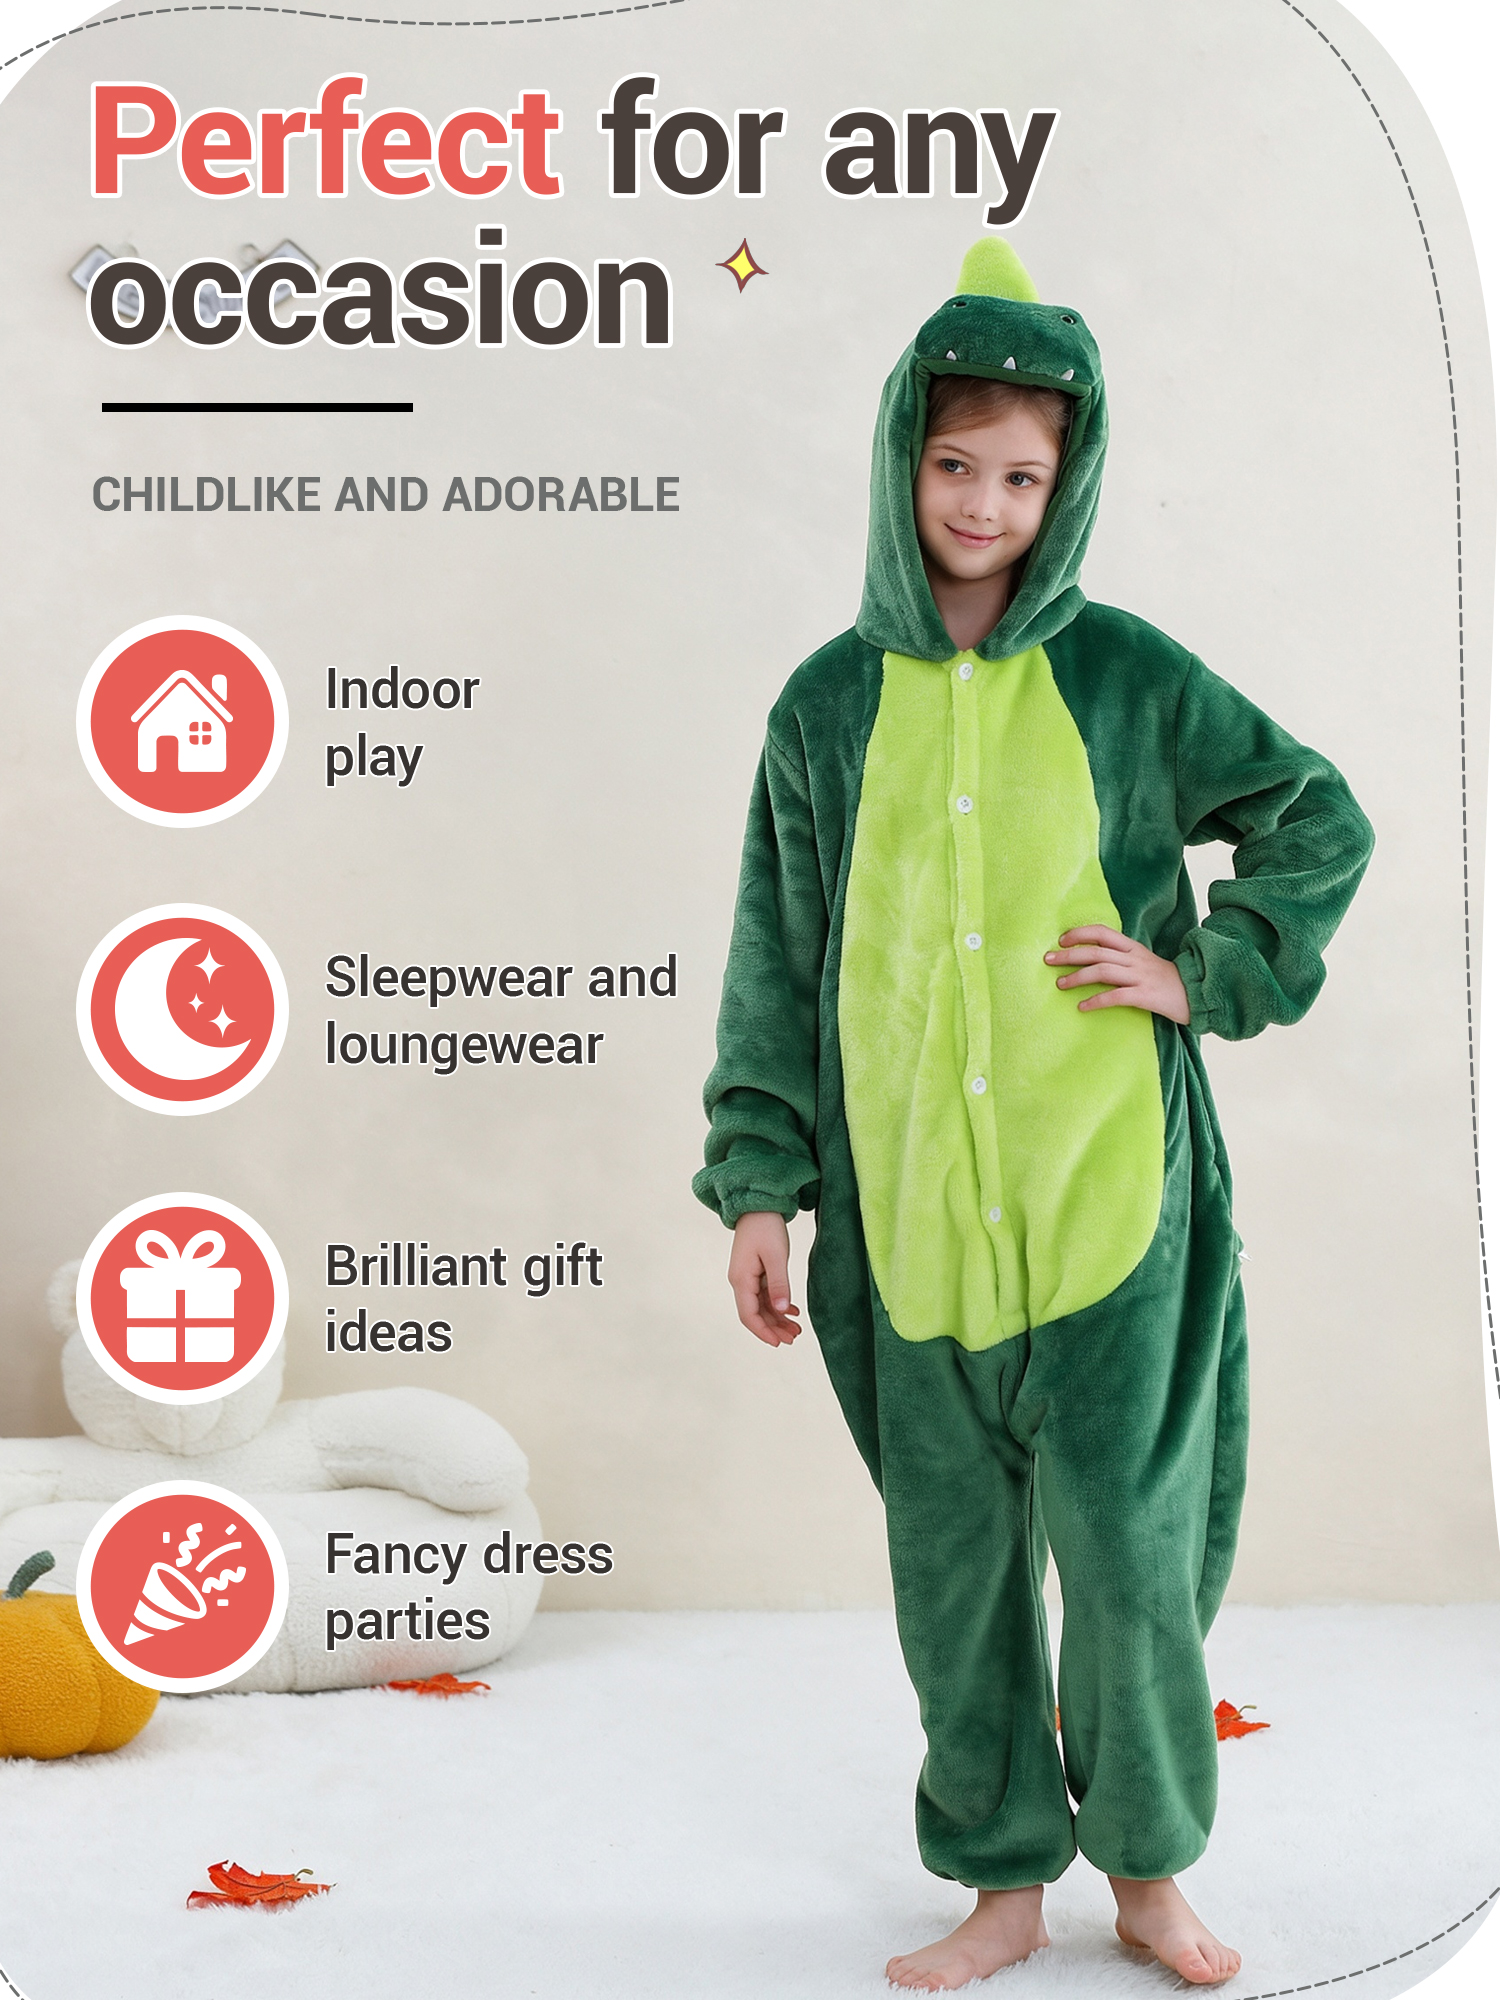 Perfect for any
occasion
CHILDLIKE AND ADORABLE
Indoor
play
Sleepwear and
loungewear
Brilliant gift
ideas
Fancy dress
parties